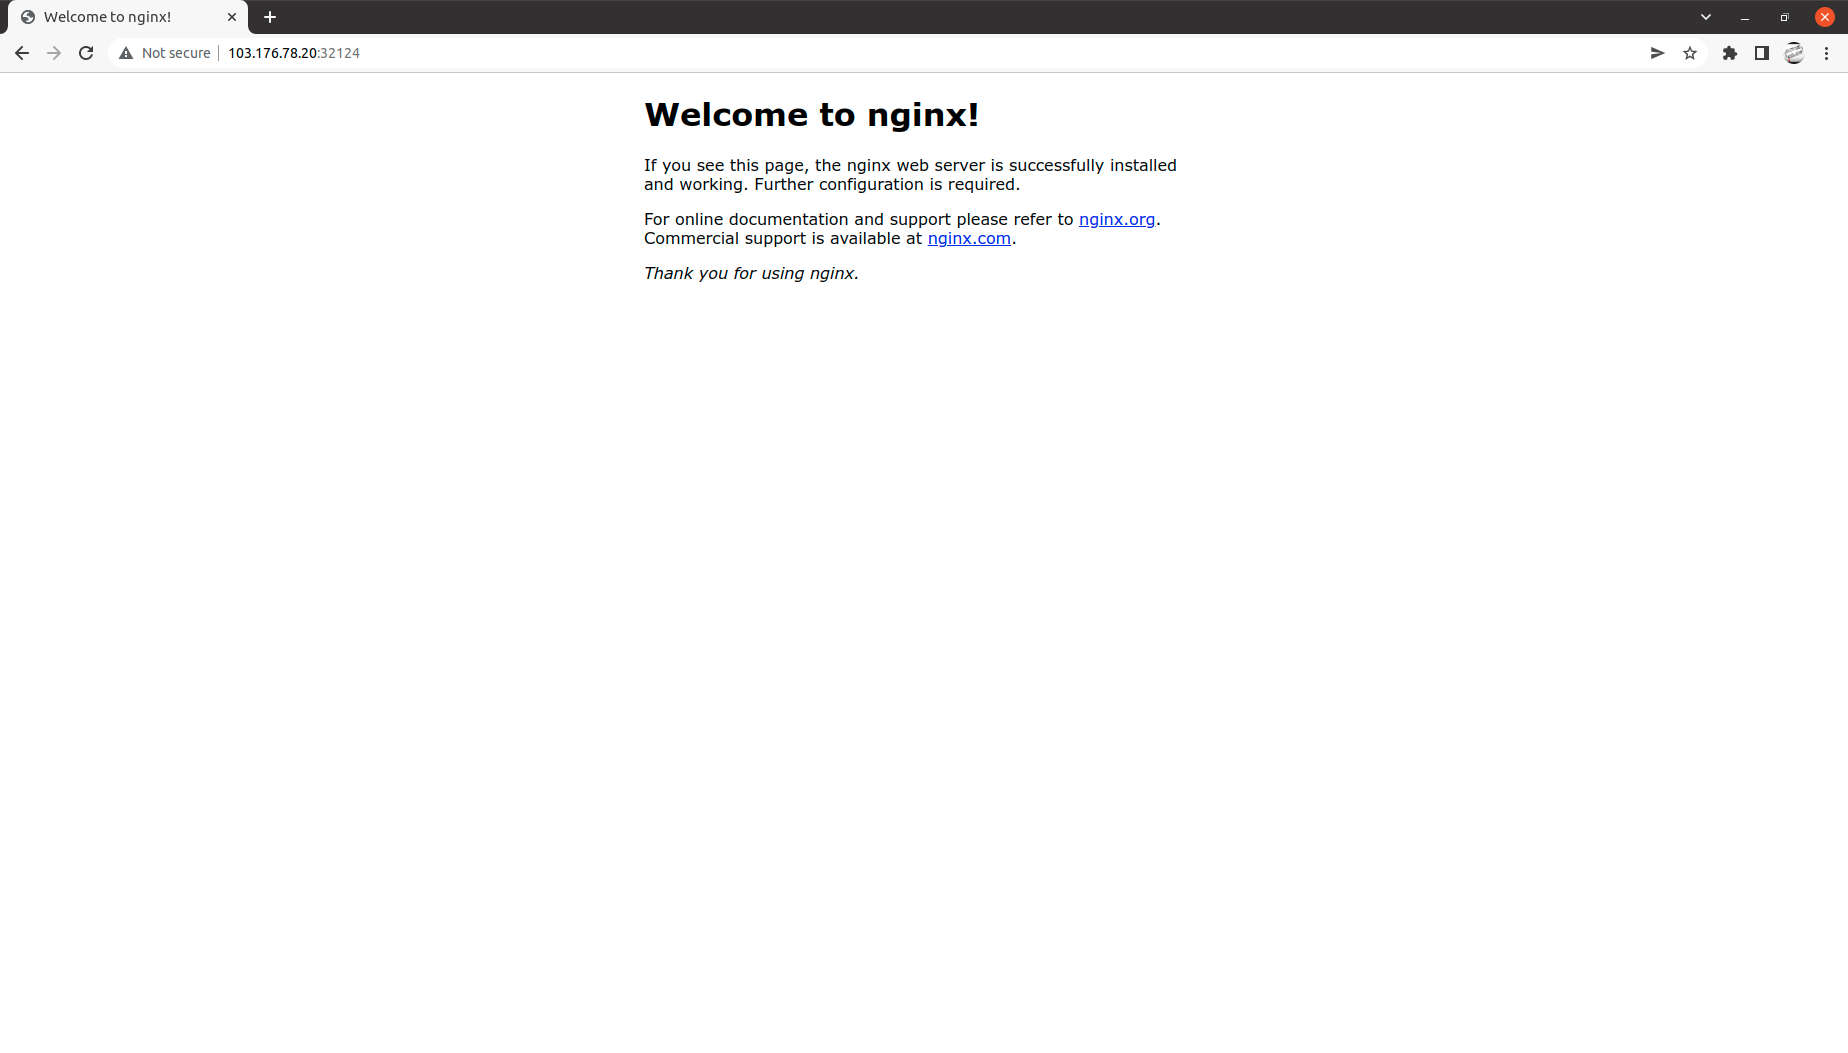 Welcome to nginx!
Not secure
103.176.78.20:32124
Welcome to nginx!
If you see this page, the nginx web server is successfully installed
and working. Further configuration is required.
For online documentation and support please refer to nginx.org.
Commercial support is available at nginx.com.
Thank you for using nginx.